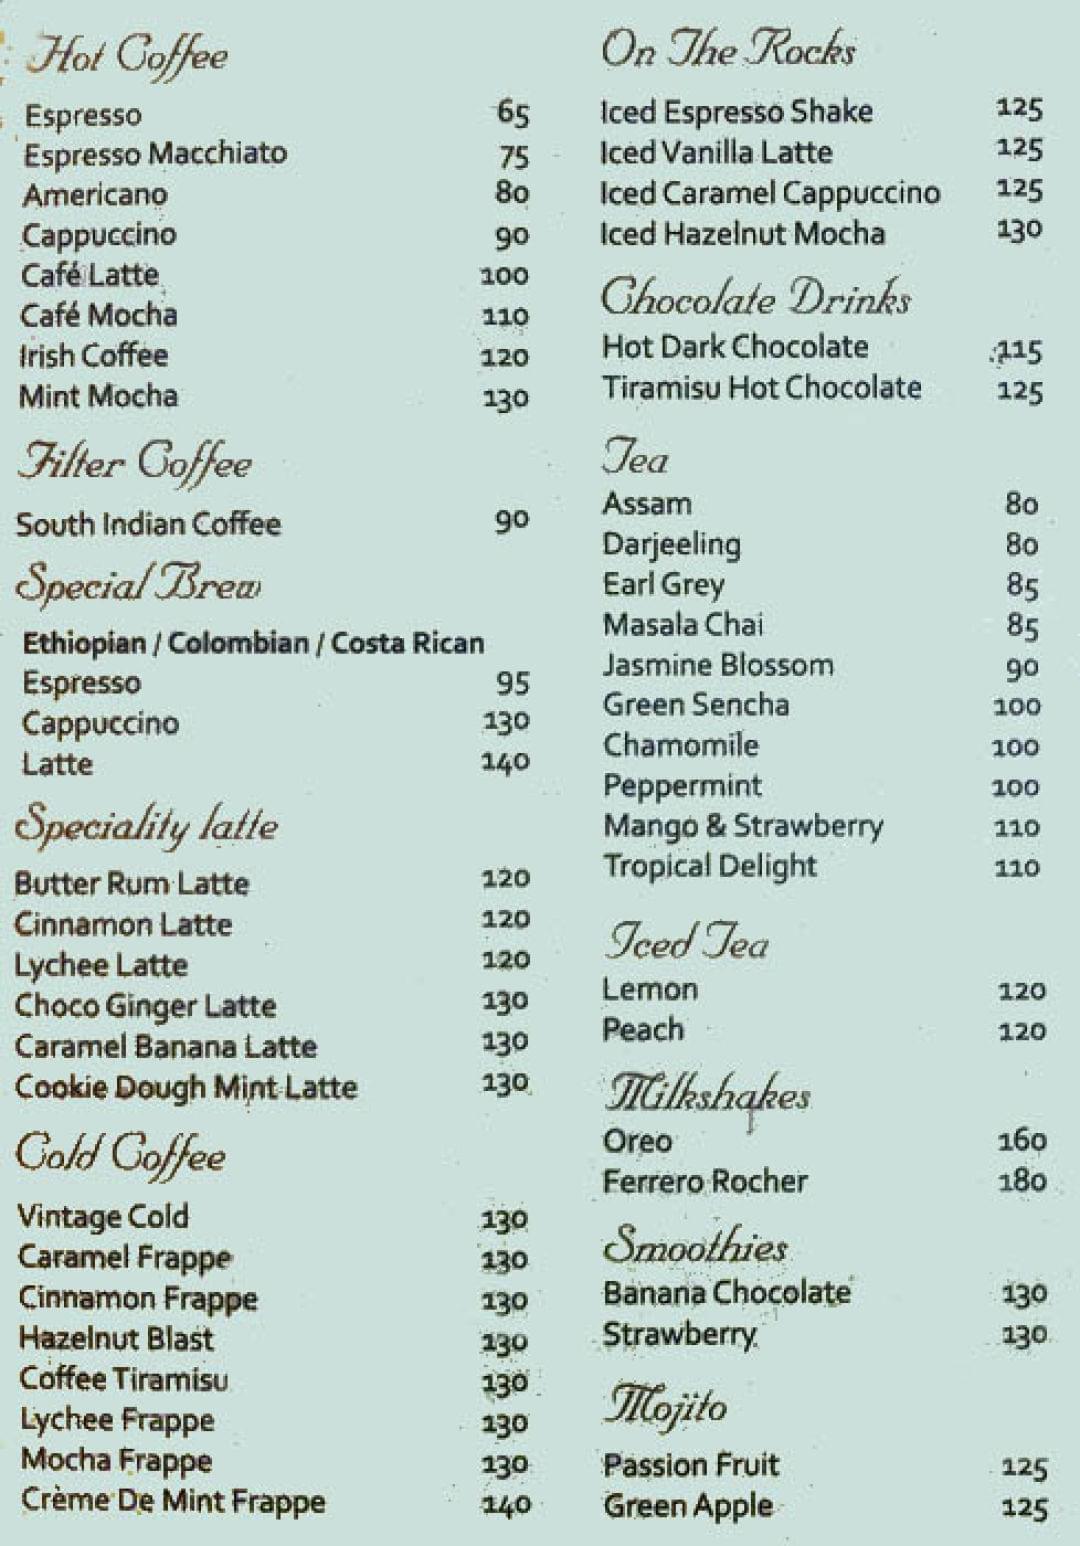 Hot Coffee
Espresso 65
Espresso Macchiato 75
Americano 80
Cappuccino 90
Café Latte 100
Café Mocha 110
Irish Coffee 120
Mint Mocha 130
Filter Coffee
South Indian Coffee 90
Special Brew
Ethiopian / Colombian / Costa Rican
Espresso 95
Cappuccino 130
Latte 140
Speciality latte
Butter Rum Latte 120
Cinnamon Latte 120
Lychee Latte 120
Choco Ginger Latte 130
Caramel Banana Latte 130
Cookie Dough Mint Latte 130
Cold Coffee
Vintage Cold 130
Caramel Frappe 130
Cinnamon Frappe 130
Hazelnut Blast 130
Coffee Tiramisu 130
Lychee Frappe 130
Mocha Frappe 130
Crème De Mint Frappe 140
On The Rocks
Iced Espresso Shake 125
Iced Vanilla Latte 125
Iced Caramel Cappuccino 125
Iced Hazelnut Mocha 130
Chocolate Drinks
Hot Dark Chocolate 115
Tiramisu Hot Chocolate 125
Tea
Assam 80
Darjeeling 80
Earl Grey 85
Masala Chai 85
Jasmine Blossom 90
Green Sencha 100
Chamomile 100
Peppermint 100
Mango & Strawberry 110
Tropical Delight 110
Iced Tea
Lemon 120
Peach 120
Milkshakes
Oreo 160
Ferrero Rocher 180
Smoothies
Banana Chocolate 130
Strawberry 130
Mojito
Passion Fruit 125
Green Apple 125